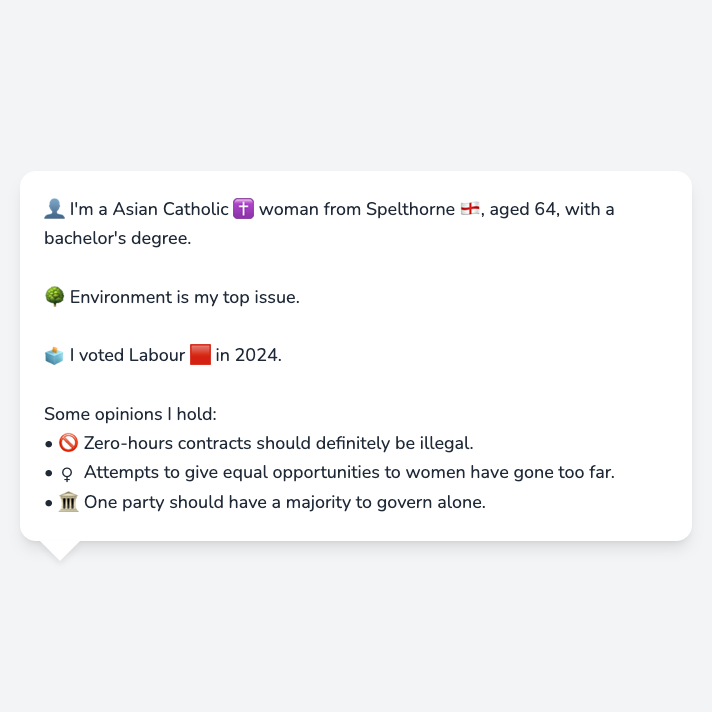 👤 I'm a Asian Catholic ✝️ woman from Spelthorne 🏴󠁧󠁢󠁥󠁮󠁧󠁿, aged 64, with a
bachelor's degree.
🌳 Environment is my top issue.
🗳️ I voted Labour 🟥 in 2024.
Some opinions I hold:
• 🚫 Zero-hours contracts should definitely be illegal.
• ♀️ Attempts to give equal opportunities to women have gone too far.
• 🏛️ One party should have a majority to govern alone.